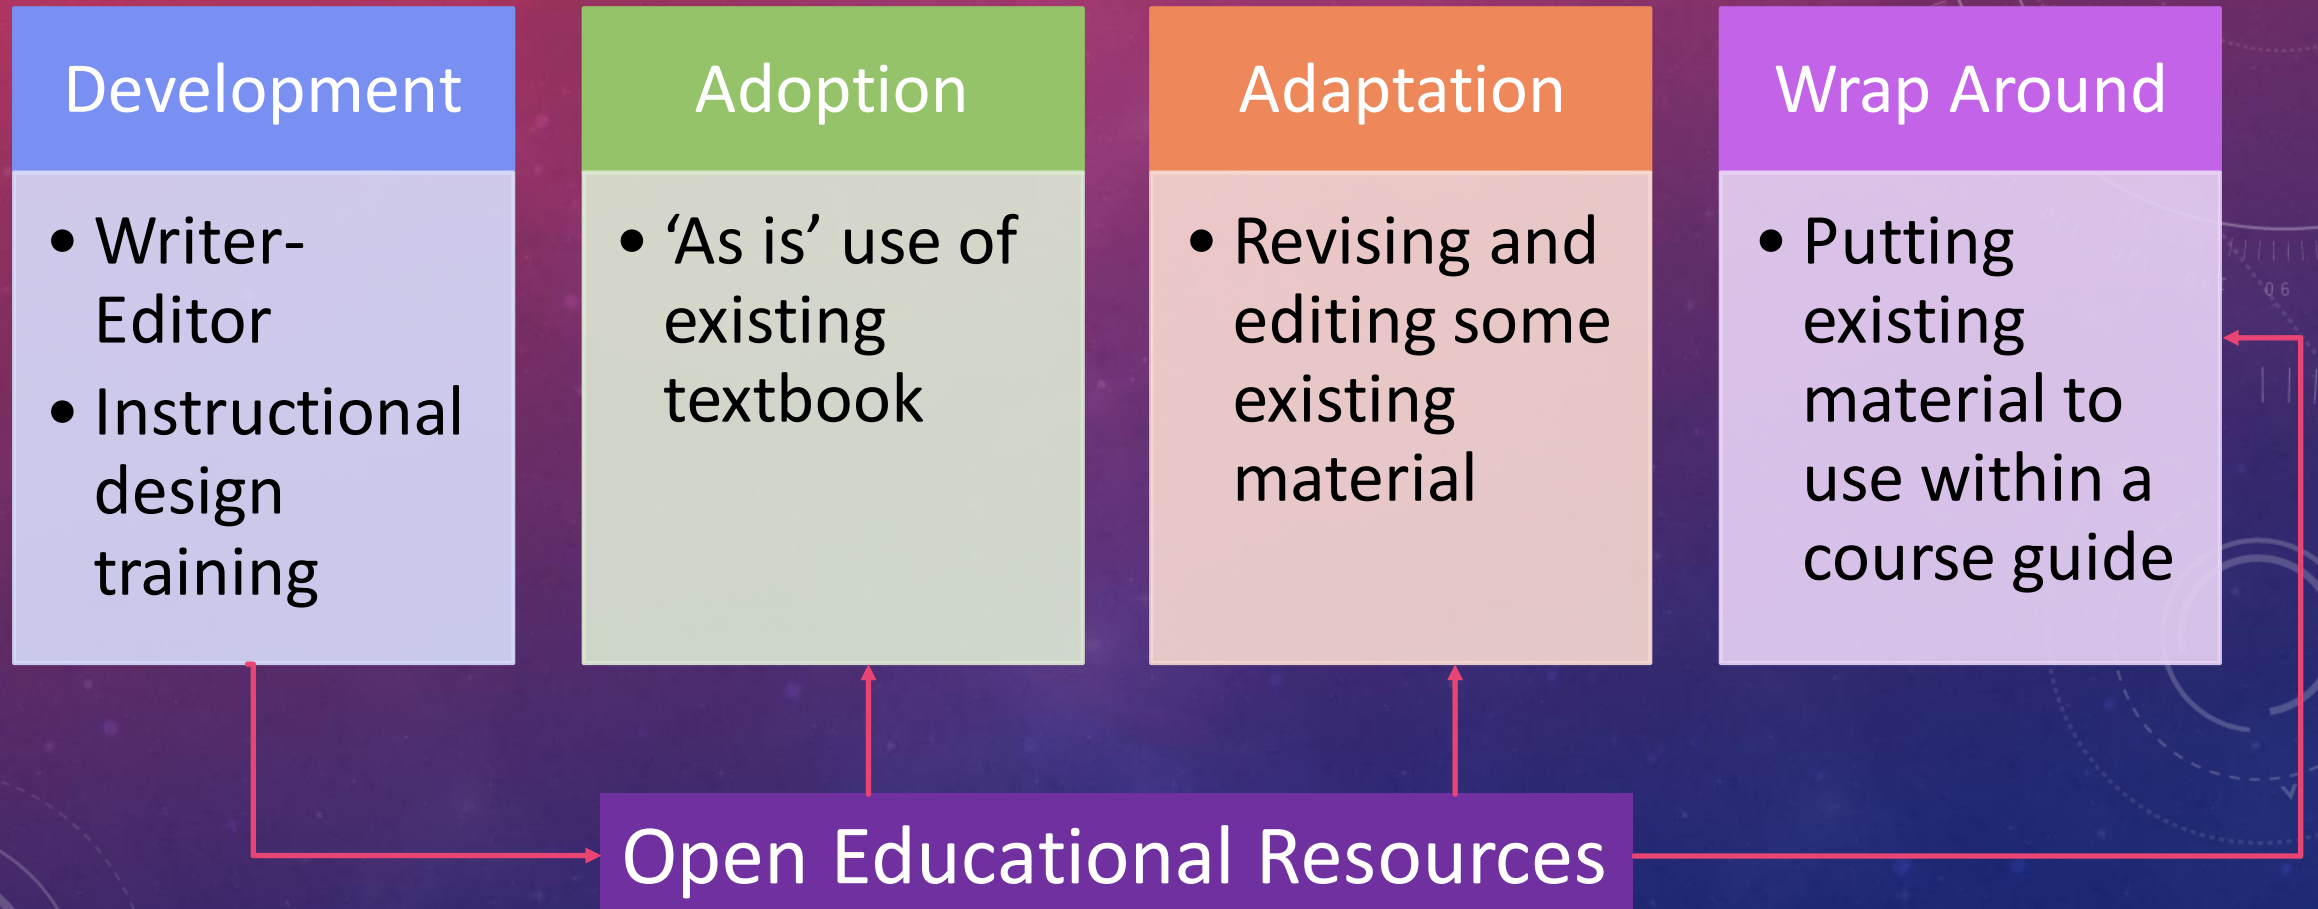 Development
• Writer-
Editor
• Instructional
design
training
Adoption
• ‘As is’ use of
existing
textbook
Adaptation
• Revising and
editing some
existing
material
Wrap Around
• Putting
existing
material to
use within a
course guide
Open Educational Resources